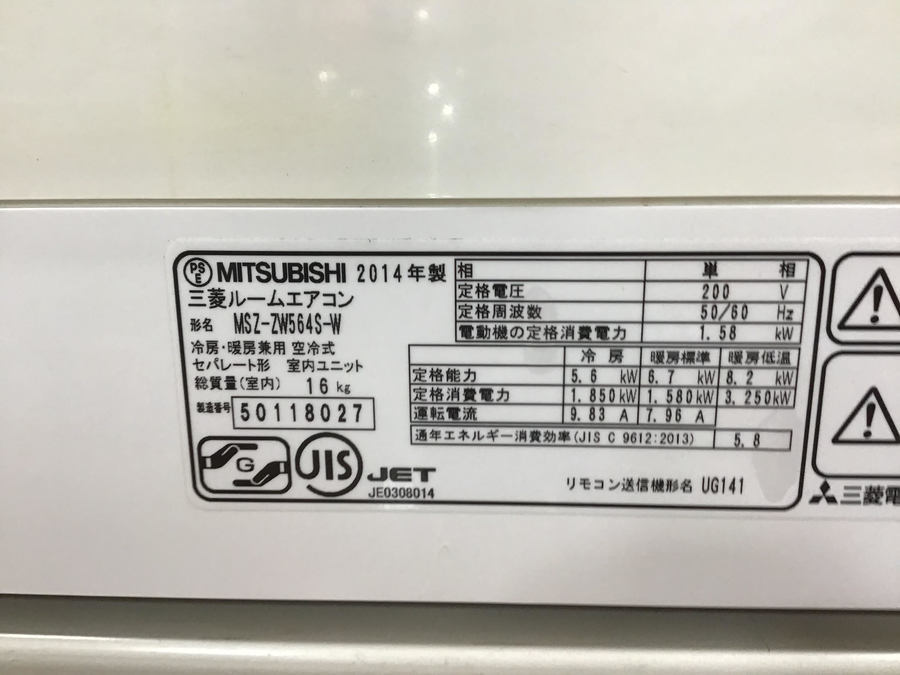 PS
E
MITSUBISHI 2014年製
三菱ルームエアコン
形名 MSZ-ZW564S-W
冷房・暖房兼用 空冷式
セパレート形 室内ユニット
総質量(室内) 16kg
製造番号 50118027
G
JIS
JET
JE0308014
相 単 相
定格電圧 200 V
定格周波数 50/60 Hz
電動機の定格消費電力 1.58 kW
冷房 暖房標準 暖房低温
定格能力 5.6 kW 6.7 kW 8.2 kW
定格消費電力 1.850kW 1.580kW 3.250kW
運転電流 9.83 A 7.96 A
通年エネルギー消費効率(JIS C 9612:2013) 5.8
リモコン送信機形名 UG141
三菱電